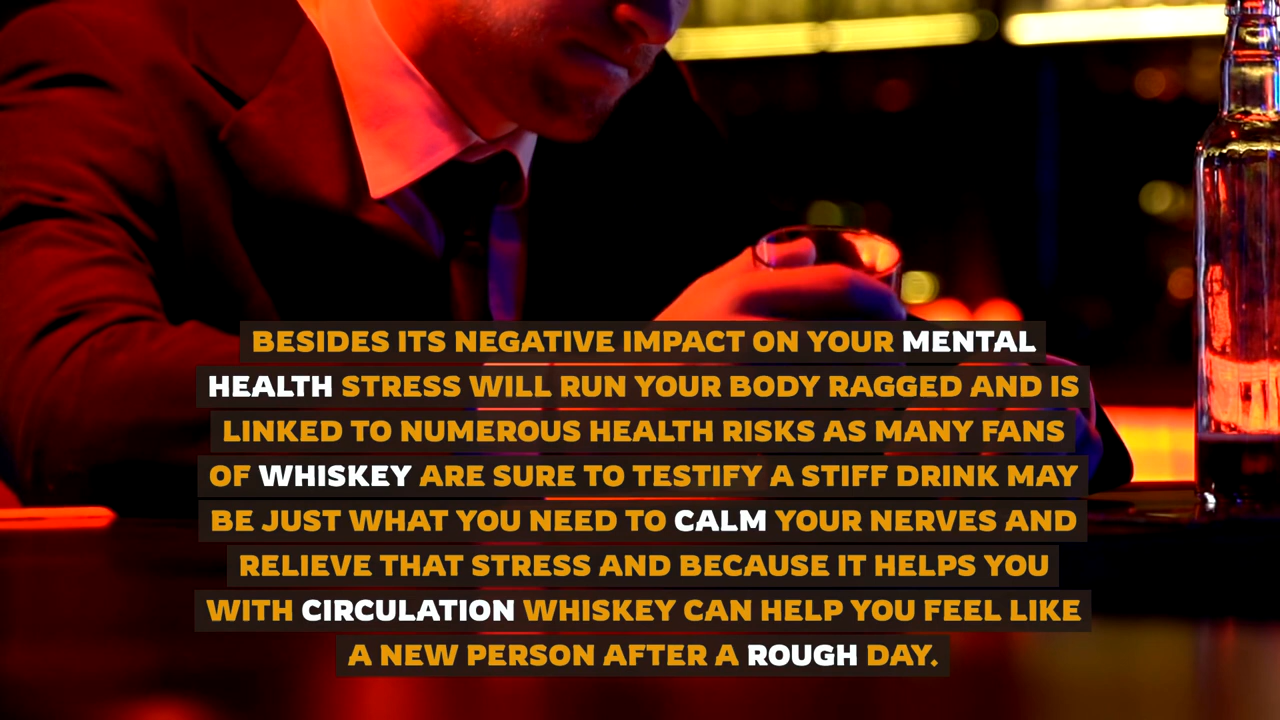 BESIDES ITS NEGATIVE IMPACT ON YOUR MENTAL
HEALTH STRESS WILL RUN YOUR BODY RAGGED AND IS
LINKED TO NUMEROUS HEALTH RISKS AS MANY FANS
OF WHISKEY ARE SURE TO TESTIFY A STIFF DRINK MAY
BE JUST WHAT YOU NEED TO CALM YOUR NERVES AND
RELIEVE THAT STRESS AND BECAUSE IT HELPS YOU
WITH CIRCULATION WHISKEY CAN HELP YOU FEEL LIKE
A NEW PERSON AFTER A ROUGH DAY.